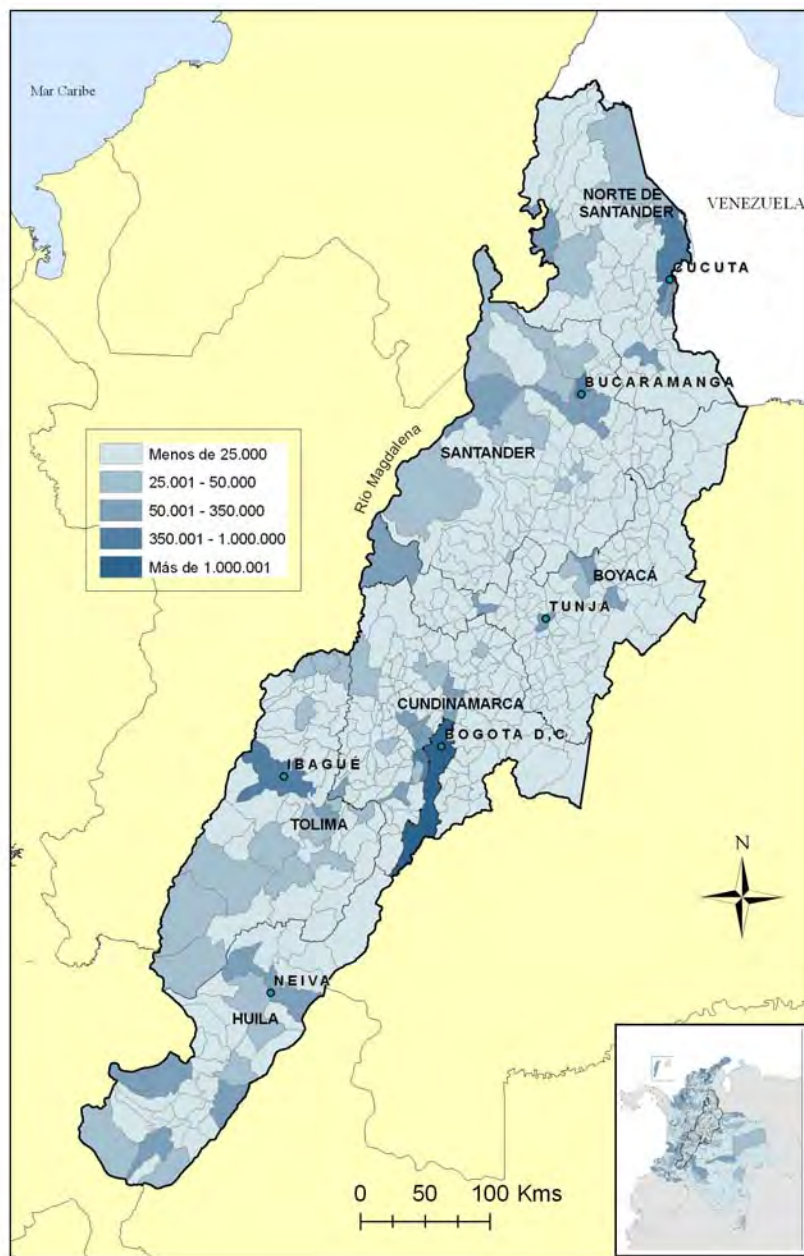 Mar Caribe
NORTE DE
SANTANDER
VENEZUELA
CUCUTA
BUCARAMANGA
Menos de 25.000
25.001 - 50.000
50.001 - 350.000
350.001 - 1.000.000
Más de 1.000.001
Río Magdalena
SANTANDER
BOYACÁ
TUNJA
CUNDINAMARCA
BOGOTA D,C
IBAGUÉ
TOLIMA
N
NEIVA
HUILA
0 50 100 Kms